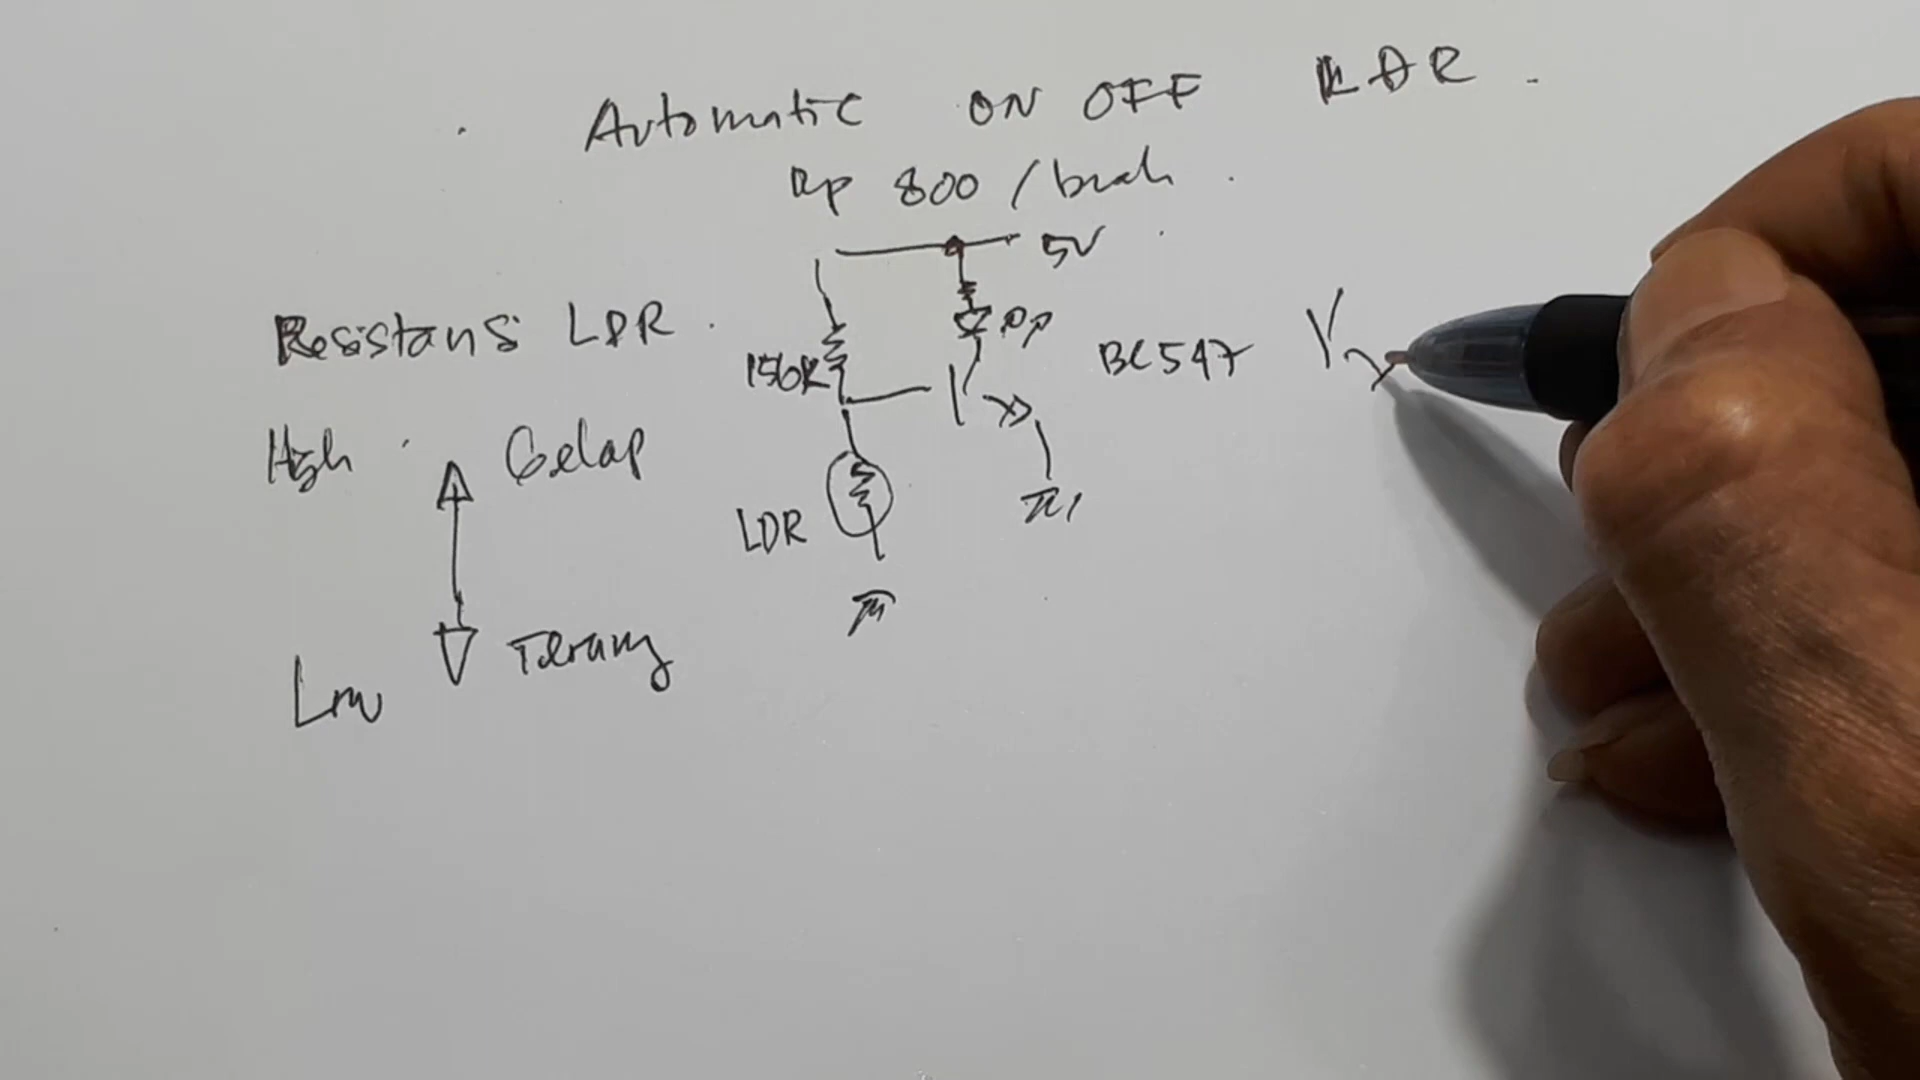 Automatic ON OFF LDR
Rp 800 / buah
5V
Resistans LDR
150K
BC547
High
Gelap
LDR
Low
Terang